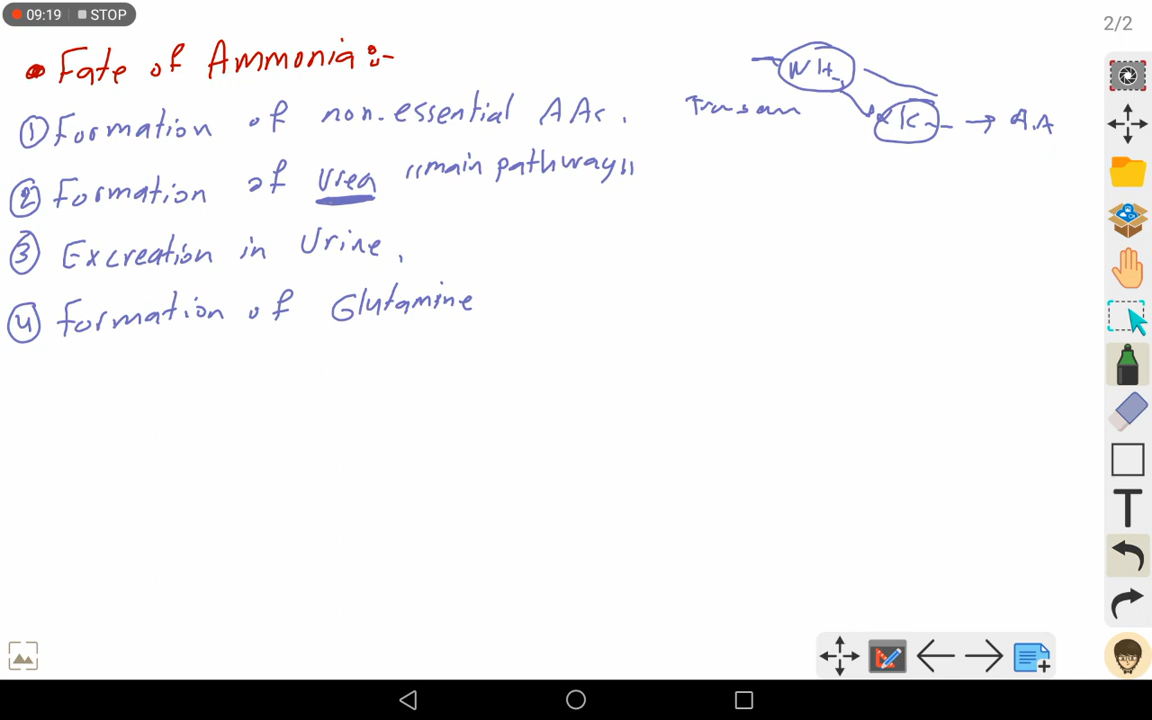 09:19 STOP
2/2
• Fate of Ammonia:-
① Formation of non-essential AAs.
② Formation of Urea "main pathway"
③ Excreation in Urine.
④ Formation of Glutamine
NH
Transam
K → A.A
T